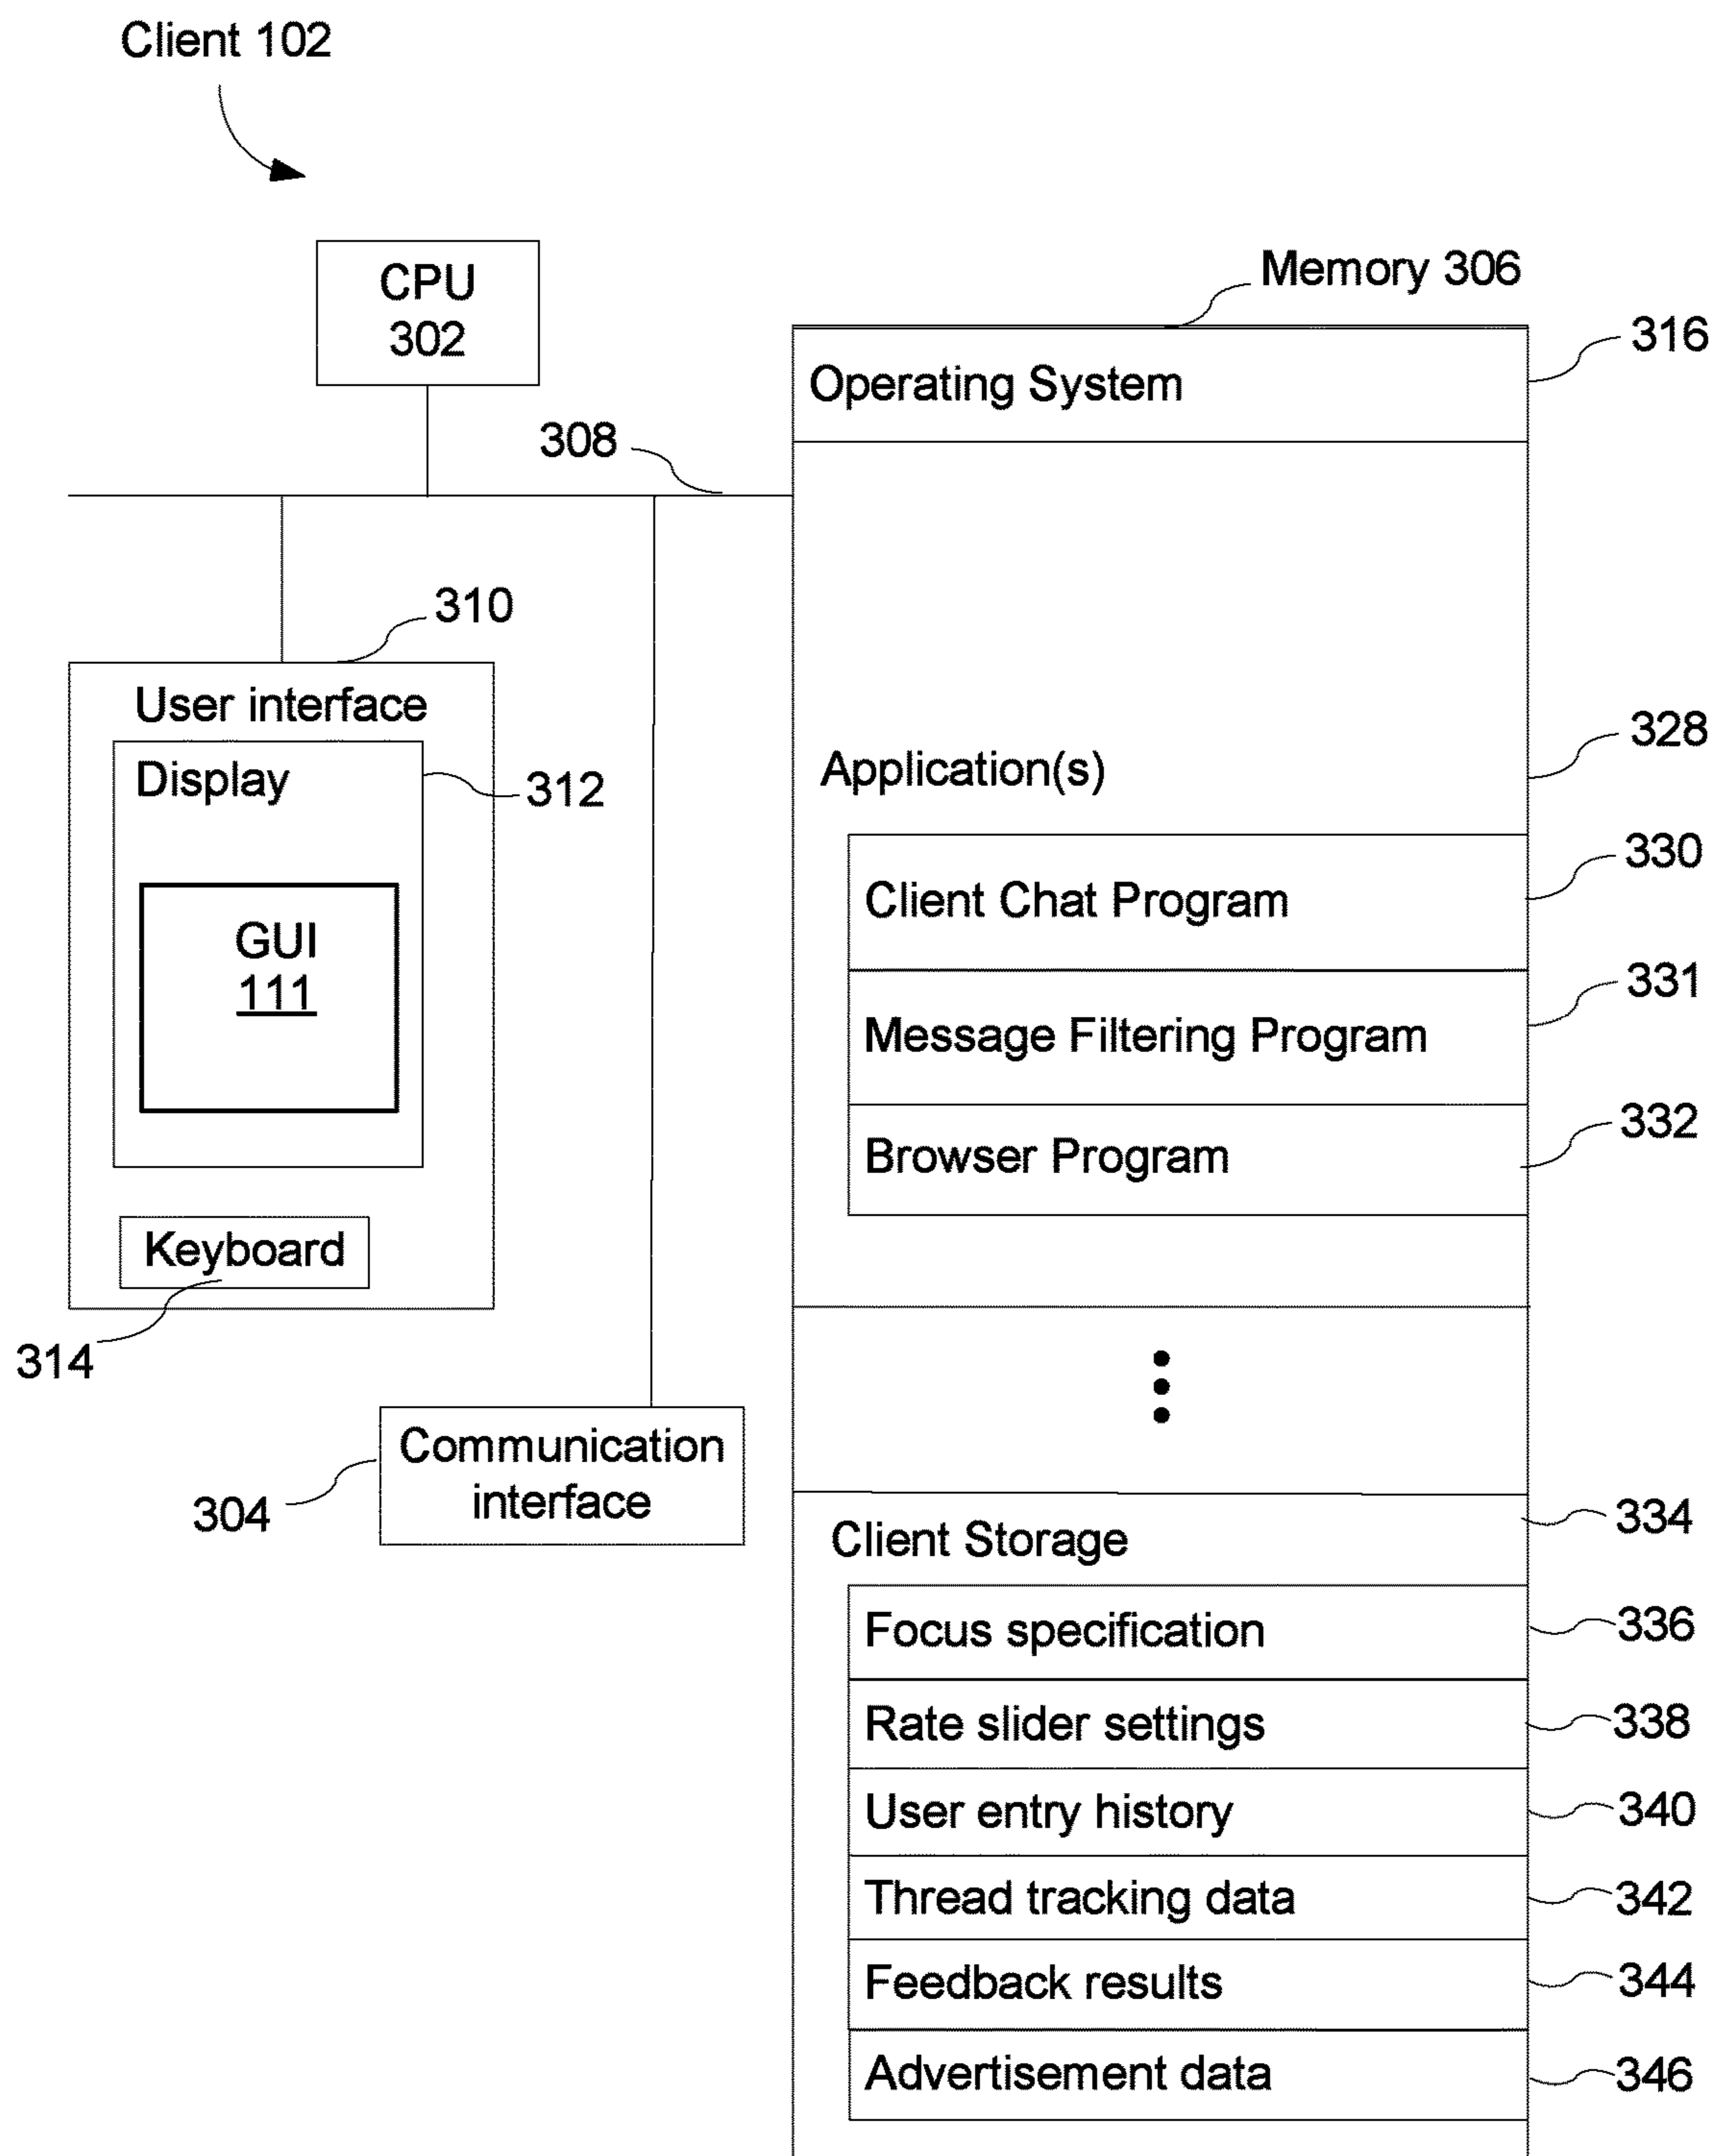 Client 102
CPU
302
Memory 306
316
Operating System
308
310
User interface
328
Display
312
Application(s)
330
Client Chat Program
GUI
111
331
Message Filtering Program
332
Browser Program
Keyboard
314
Communication
interface
304
334
Client Storage
Focus specification
336
Rate slider settings
338
User entry history
340
Thread tracking data
342
Feedback results
344
Advertisement data
346